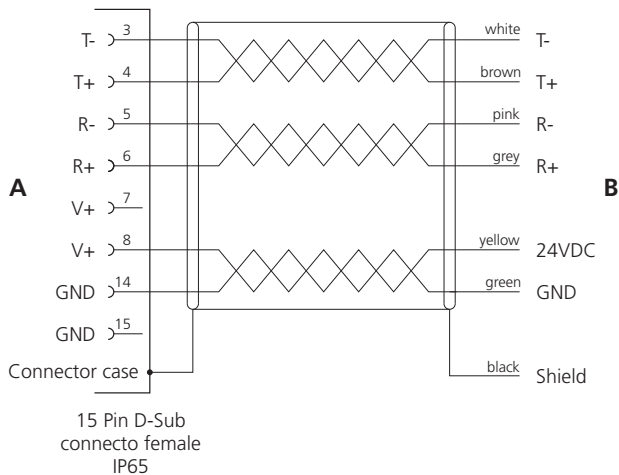 T- 3 white T-
T+ 4 brown T+
R- 5 pink R-
R+ 6 grey R+
A B
V+ 7
V+ 8 yellow 24VDC
GND 14 green GND
GND 15
Connector case black Shield
15 Pin D-Sub
connecto female
IP65